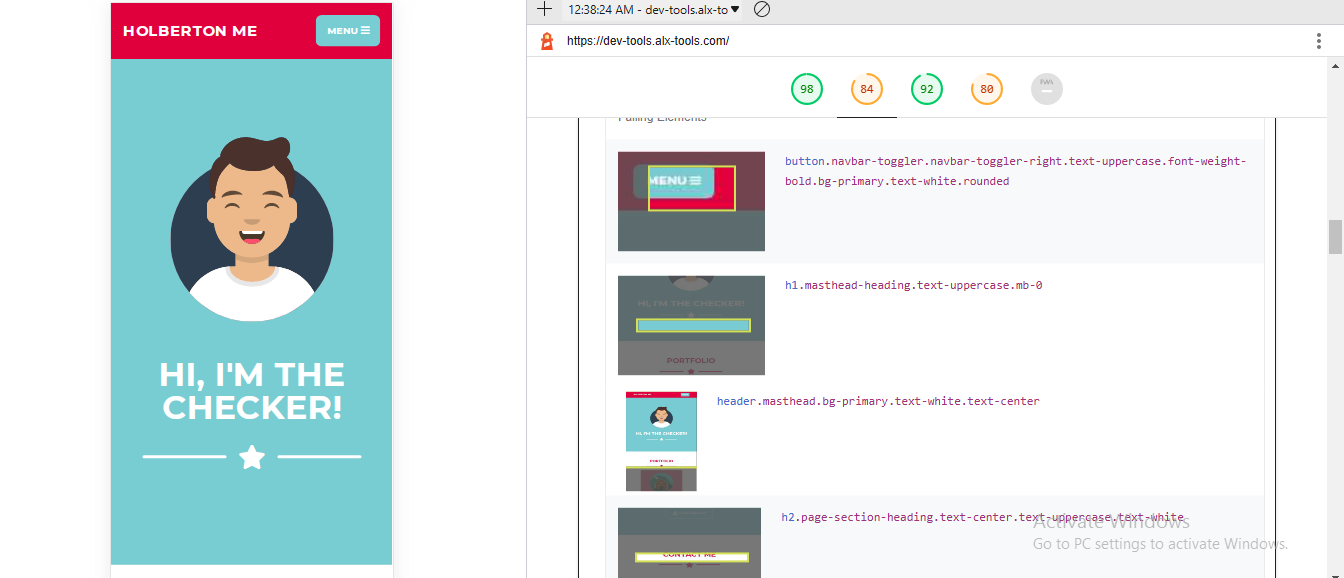 HOLBERTON ME
MENU
HI, I'M THE
CHECKER!
12:38:24 AM - dev-tools.alx-to
https://dev-tools.alx-tools.com/
98
84
92
80
PWA
Failing Elements
MENU
button.navbar-toggler.navbar-toggler-right.text-uppercase.font-weight-
bold.bg-primary.text-white.rounded
HI, I'M THE CHECKER!
PORTFOLIO
h1.masthead-heading.text-uppercase.mb-0
HI, I'M THE CHECKER!
PORTFOLIO
header.masthead.bg-primary.text-white.text-center
CONTACT ME
h2.page-section-heading.text-center.text-uppercase.text-white
Activate Windows
Go to PC settings to activate Windows.